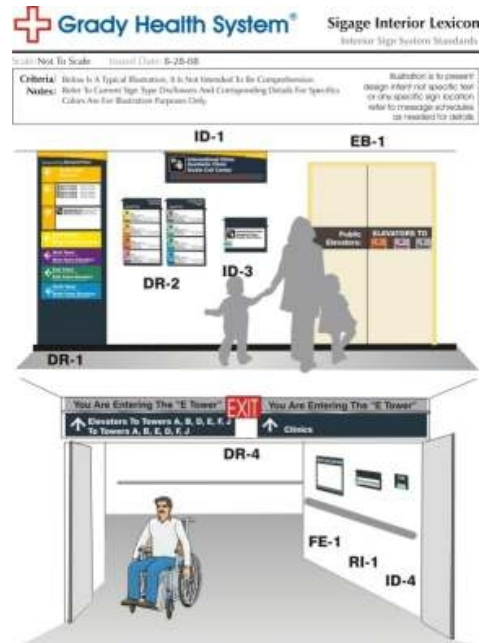 Grady Health System®
Sigage Interior Lexicon
Interior Sign System Standards
Scale: Not To Scale Issued Date: 8-28-08
Criteria/ Notes:
Below Is A Typical Illustration, It Is Not Intended To Be Comprehensive
Refer To Current Sign Type Drawings And Corresponding Details For Specifics
Colors Are For Illustration Purposes Only
Illustration is to present
design intent not specific text
or any specific sign location
refer to message schedules
as needed for details
ID-1
EB-1
International Clinic
Public
Elevators:
ELEVATORS TO
DR-2
ID-3
DR-1
You Are Entering The "E Tower"
EXIT
You Are Entering The "E Tower"
Elevators To Towers A, B, D, E, F, J
To Towers A, B, E, D, F, J
Clinics
DR-4
FE-1
RI-1
ID-4